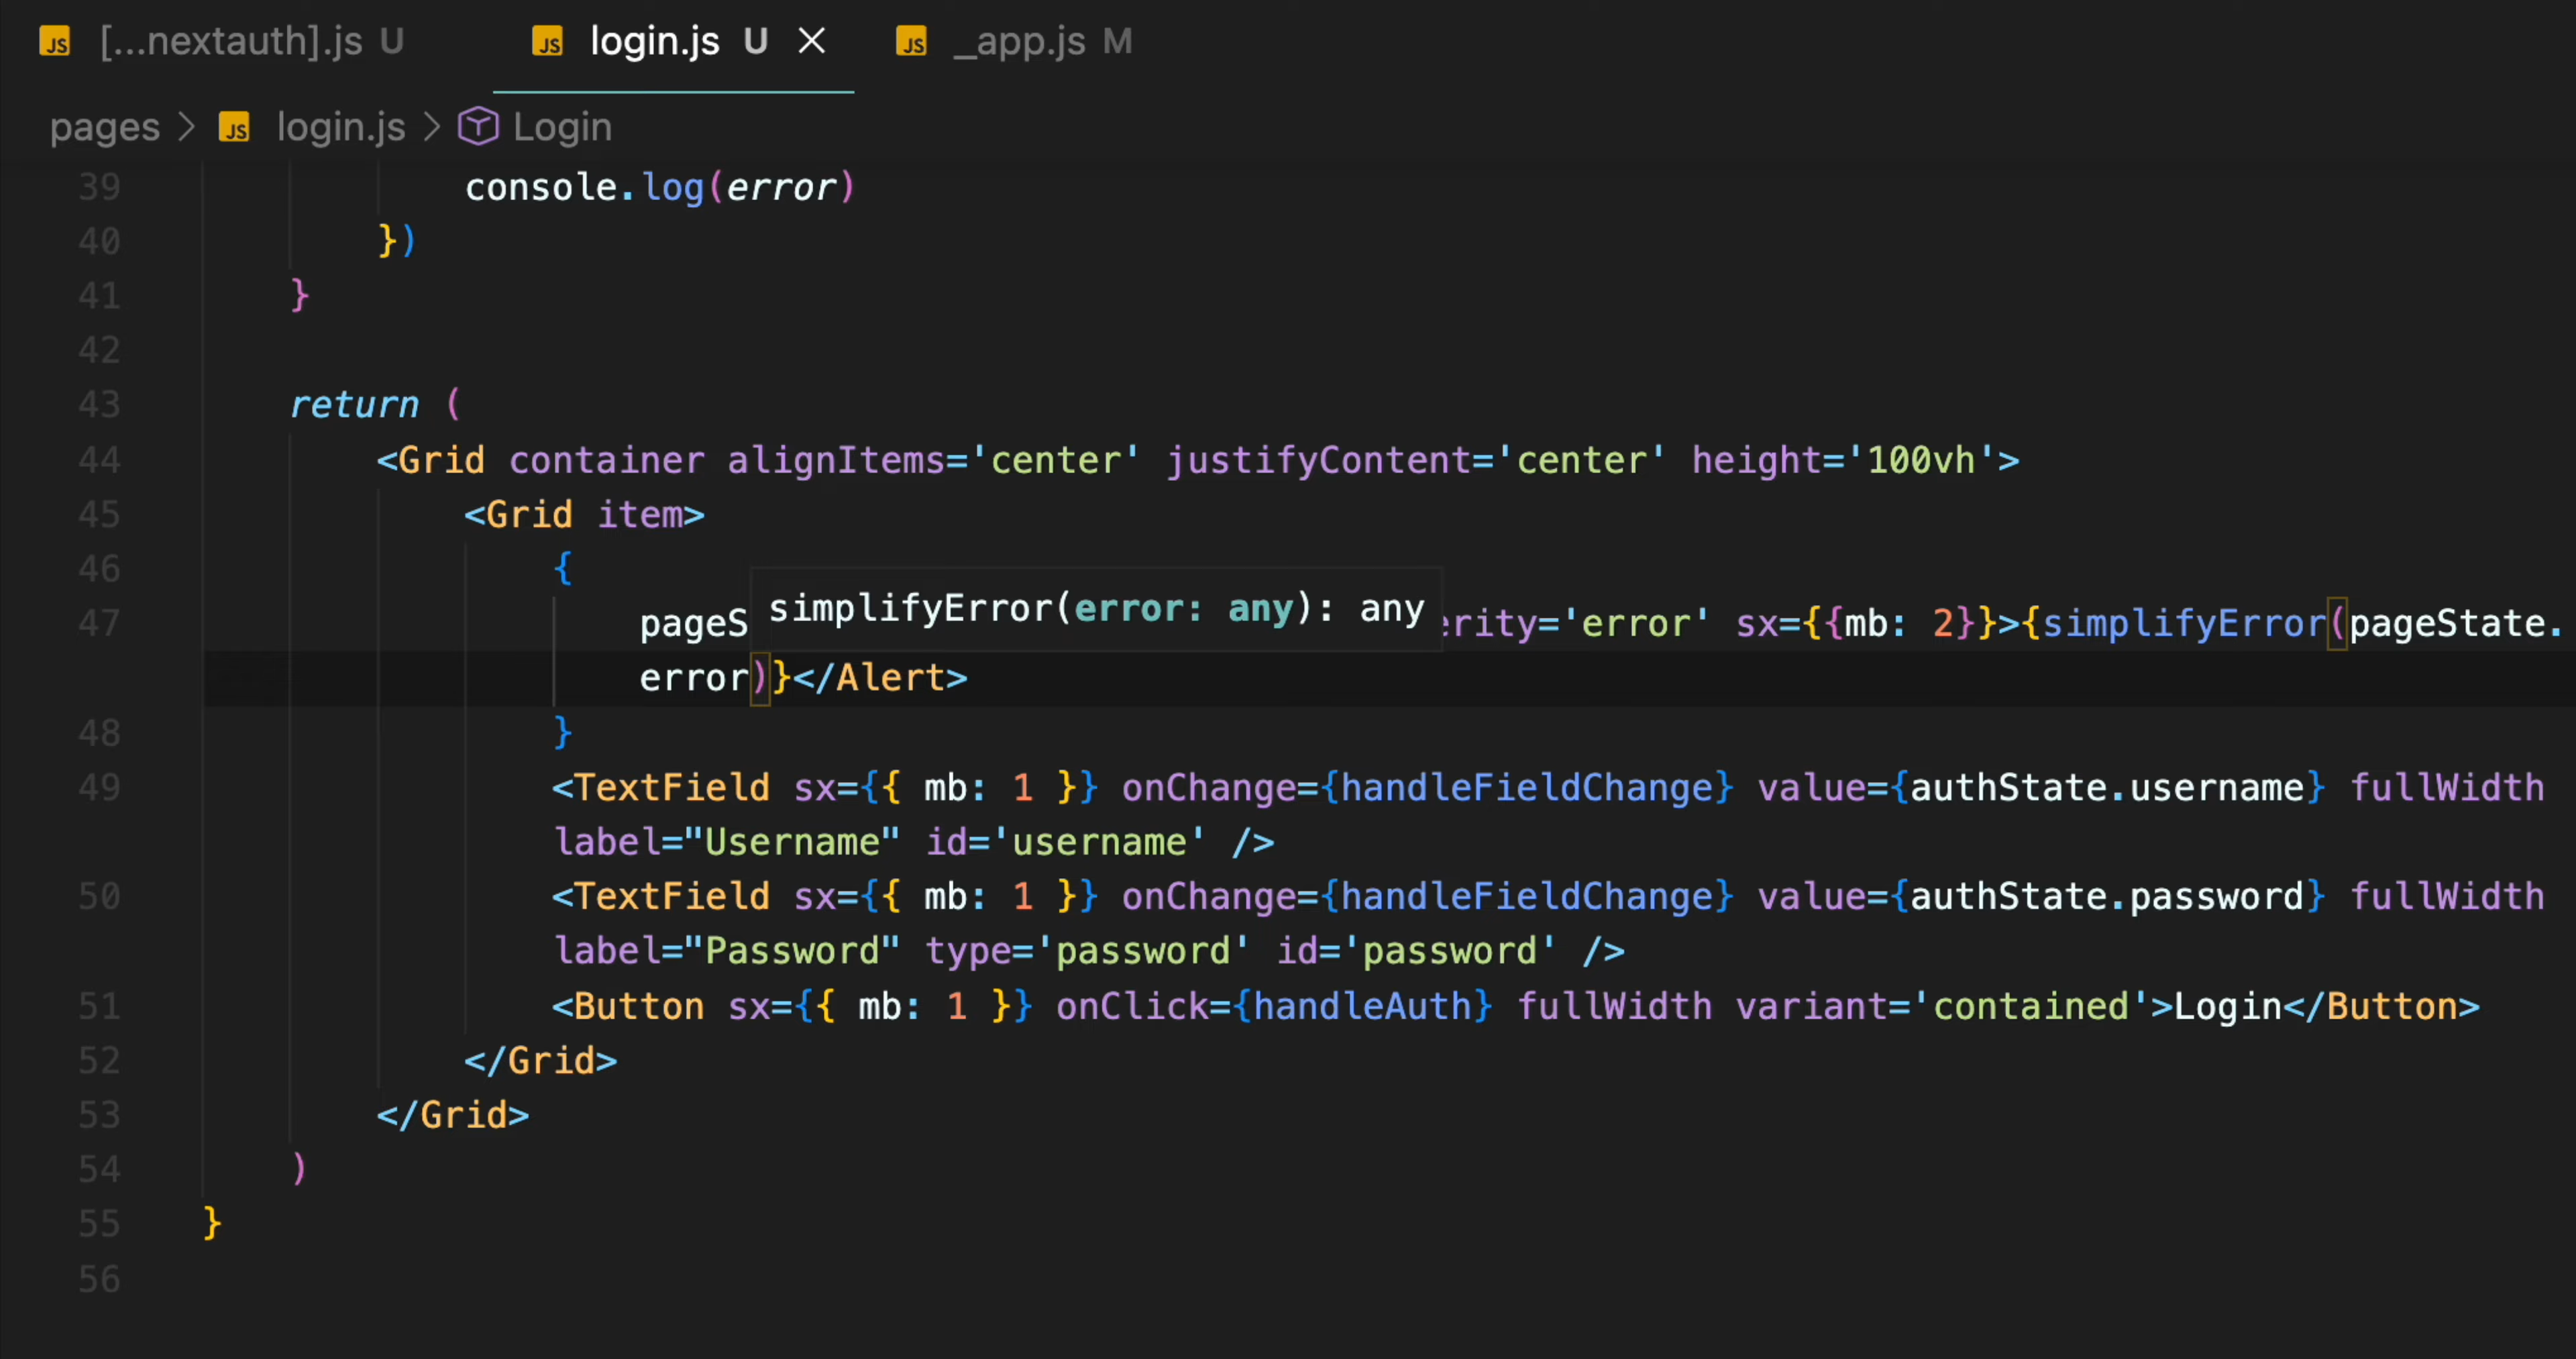 [...nextauth].js U login.js U _app.js M
pages > login.js > Login
39 console.log(error)
40 })
41 }
42
43 return (
44 <Grid container alignItems='center' justifyContent='center' height='100vh'>
45 <Grid item>
46 {
simplifyError(error: any): any
47 pageS erity='error' sx={{mb: 2}}>{simplifyError(pageState.
error)}</Alert>
48 }
49 <TextField sx={{ mb: 1 }} onChange={handleFieldChange} value={authState.username} fullWidth
label="Username" id='username' />
50 <TextField sx={{ mb: 1 }} onChange={handleFieldChange} value={authState.password} fullWidth
label="Password" type='password' id='password' />
51 <Button sx={{ mb: 1 }} onClick={handleAuth} fullWidth variant='contained'>Login</Button>
52 </Grid>
53 </Grid>
54 )
55 }
56